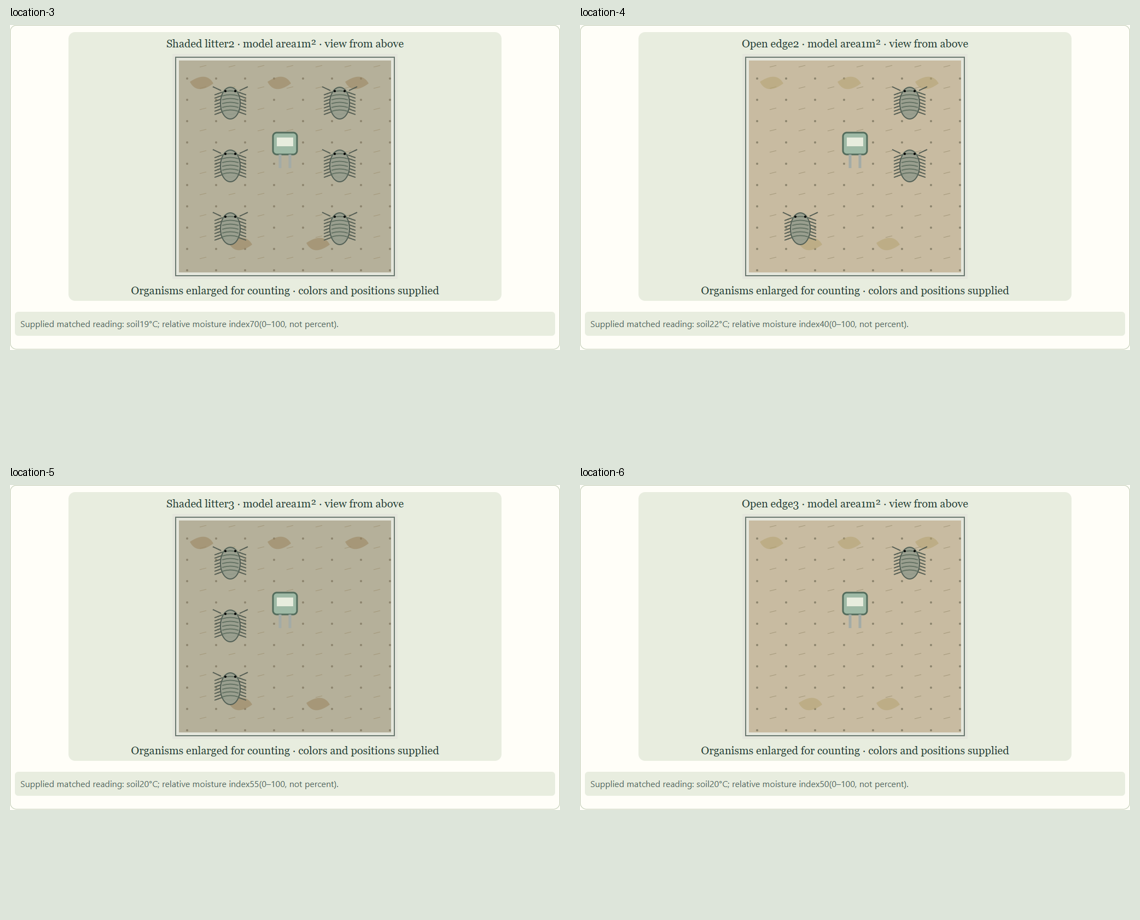 location-3
Shaded litter2 · model area1m² · view from above
Organisms enlarged for counting · colors and positions supplied
Supplied matched reading: soil19°C; relative moisture index70(0–100, not percent).
location-4
Open edge2 · model area1m² · view from above
Organisms enlarged for counting · colors and positions supplied
Supplied matched reading: soil22°C; relative moisture index40(0–100, not percent).
location-5
Shaded litter3 · model area1m² · view from above
Organisms enlarged for counting · colors and positions supplied
Supplied matched reading: soil20°C; relative moisture index55(0–100, not percent).
location-6
Open edge3 · model area1m² · view from above
Organisms enlarged for counting · colors and positions supplied
Supplied matched reading: soil20°C; relative moisture index50(0–100, not percent).